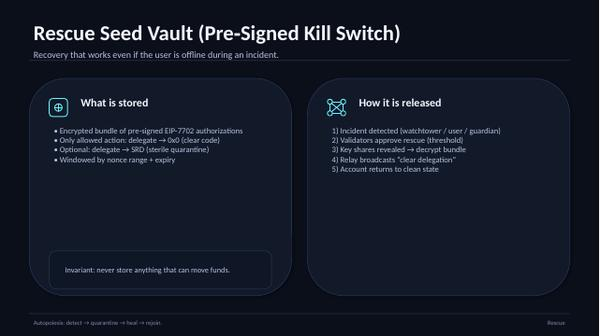 Rescue Seed Vault (Pre-Signed Kill Switch)
Recovery that works even if the user is offline during an incident.
What is stored
• Encrypted bundle of pre-signed EIP-7702 authorizations
• Only allowed action: delegate → 0x0 (clear code)
• Optional: delegate → SRD (sterile quarantine)
• Windowed by nonce range + expiry
Invariant: never store anything that can move funds.
How it is released
1) Incident detected (watchtower / user / guardian)
2) Validators approve rescue (threshold)
3) Key shares revealed → decrypt bundle
4) Relay broadcasts “clear delegation”
5) Account returns to clean state
Autopoiesis: detect → quarantine → heal → rejoin.
Rescue